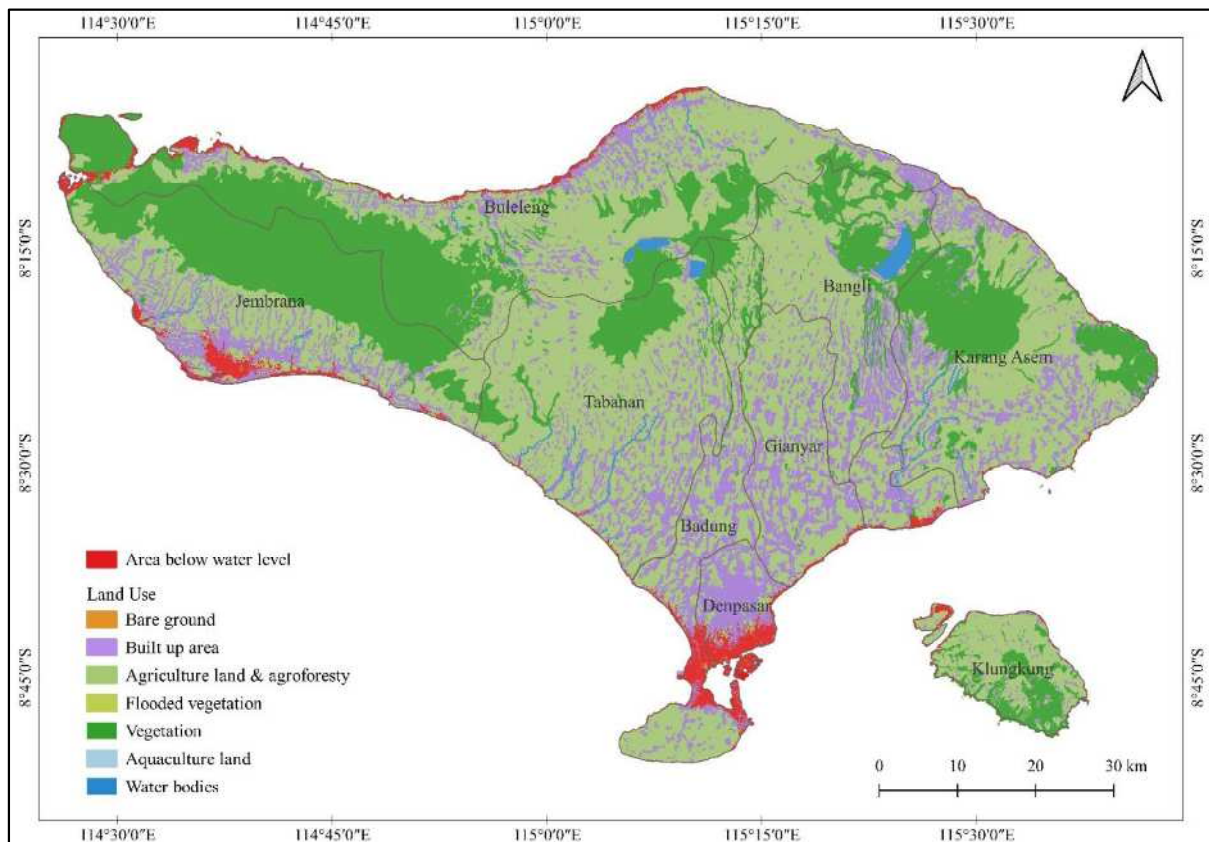 114°30'0"E 114°45'0"E 115°0'0"E 115°15'0"E 115°30'0"E
8°15'0"S
8°30'0"S
8°45'0"S
8°15'0"S
8°30'0"S
8°45'0"S
Buleleng
Jembrana
Bangli
Karang Asem
Tabanan
Gianyar
Badung
Denpasar
Klungkung
Area below water level
Land Use
Bare ground
Built up area
Agriculture land & agroforesty
Flooded vegetation
Vegetation
Aquaculture land
Water bodies
0 10 20 30 km
114°30'0"E 114°45'0"E 115°0'0"E 115°15'0"E 115°30'0"E